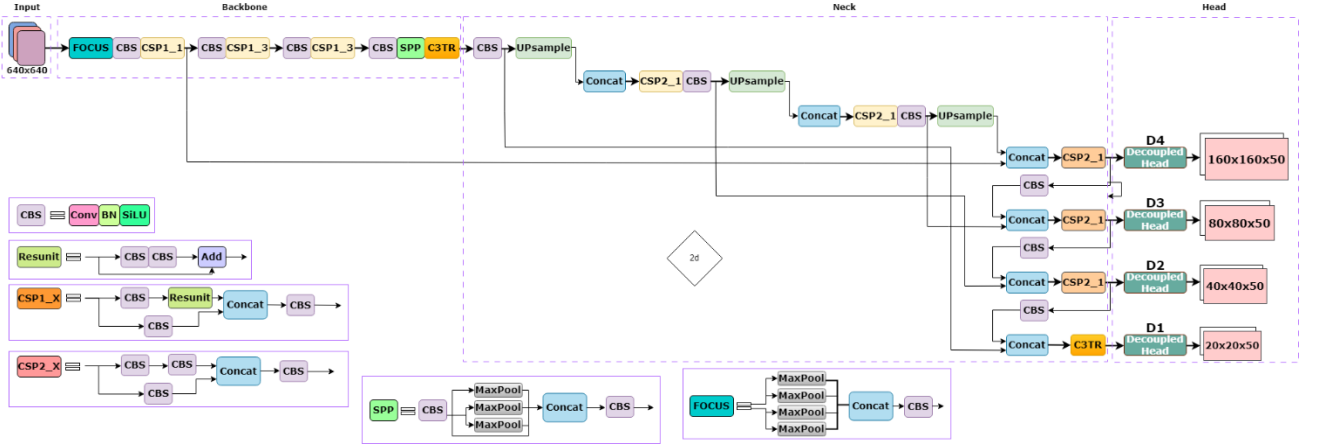 Input Backbone Neck Head
640x640
FOCUS CBS CSP1_1 CBS CSP1_3 CBS CSP1_3 CBS SPP C3TR CBS UPsample
Concat CSP2_1 CBS UPsample
Concat CSP2_1 CBS UPsample
D4
Concat CSP2_1 Decoupled Head 160x160x50
CBS
D3
Concat CSP2_1 Decoupled Head 80x80x50
CBS
D2
Concat CSP2_1 Decoupled Head 40x40x50
CBS
D1
Concat C3TR Decoupled Head 20x20x50
2d
CBS Conv BN SiLU
Resunit CBS CBS Add
CSP1_X CBS Resunit Concat CBS
CBS
CSP2_X CBS CBS Concat CBS
CBS
SPP CBS MaxPool Concat CBS
MaxPool
MaxPool
FOCUS MaxPool Concat CBS
MaxPool
MaxPool
MaxPool